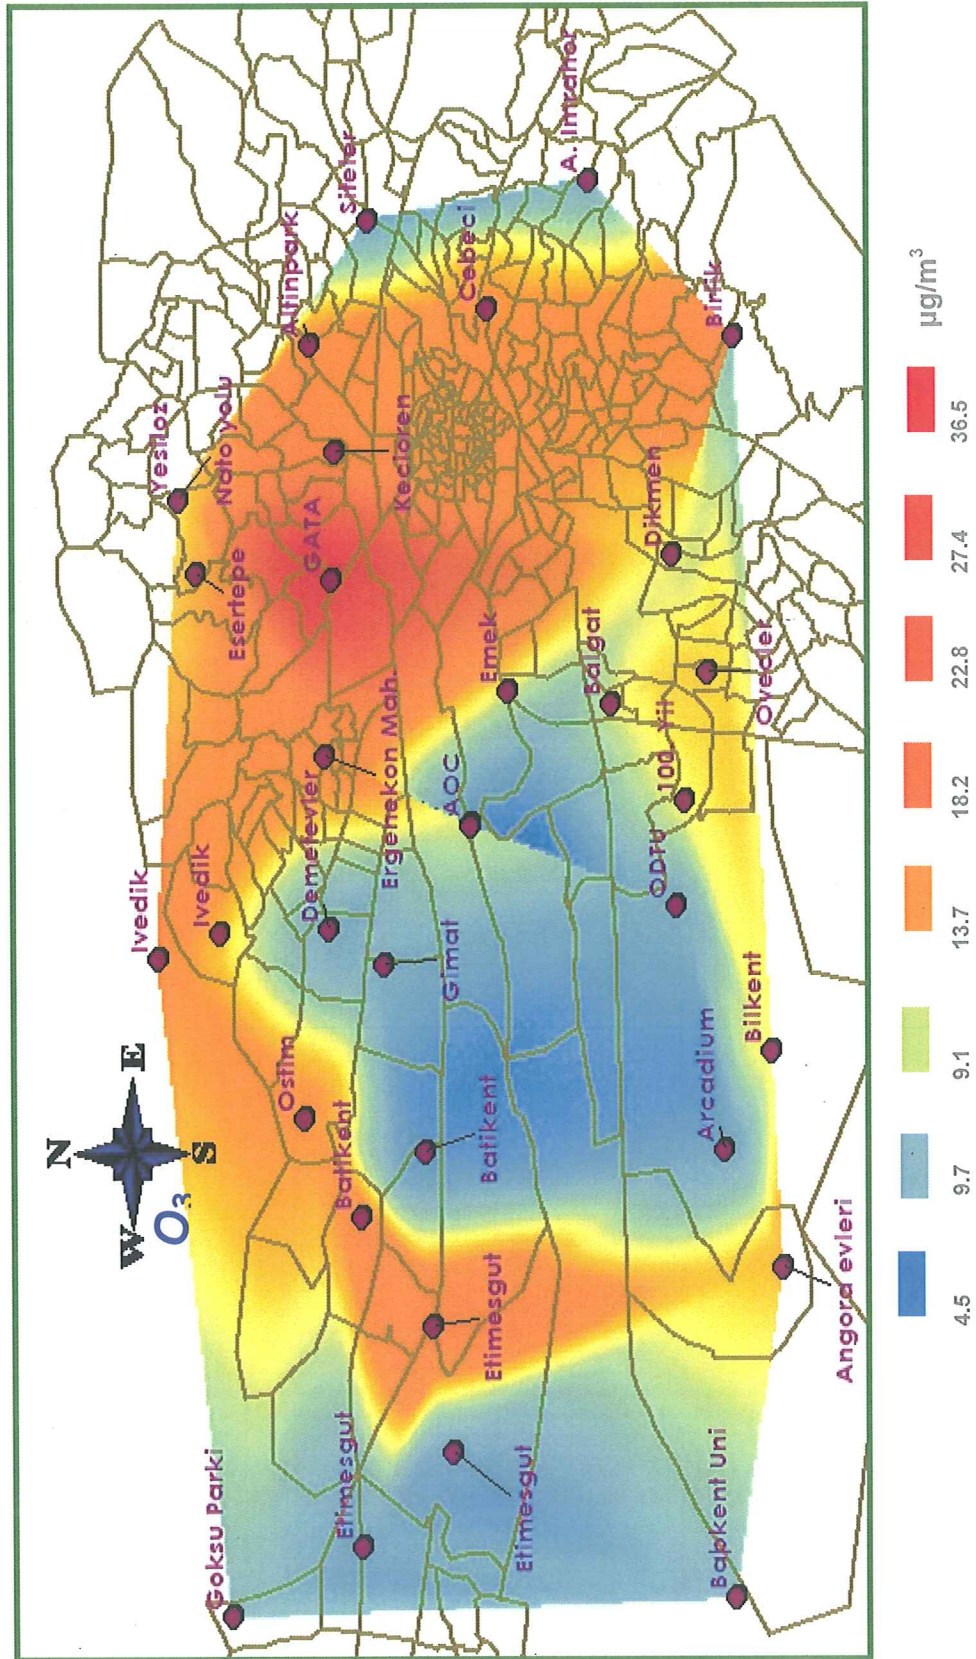 N
W
E
S
O₃
Goksu Parki
Etimesgut
Etimesgut
Etimesgut
Bapkent Uni
Angora evleri
Batikent
Batikent
Ostim
Arcadium
Bilkent
Ivedik
Ivedik
Demetevler
Gimat
Ergenekon Mah.
AOC
ODTU
100. Yil
Emek
Balgat
Ovecler
Esertepe
Yesiloz
Nato yolu
GATA
Kecioren
Dikmen
Altinpark
Siteler
Cebeci
Birlik
A. Imrahor
4.5
9.7
9.1
13.7
18.2
22.8
27.4
36.5
µg/m³